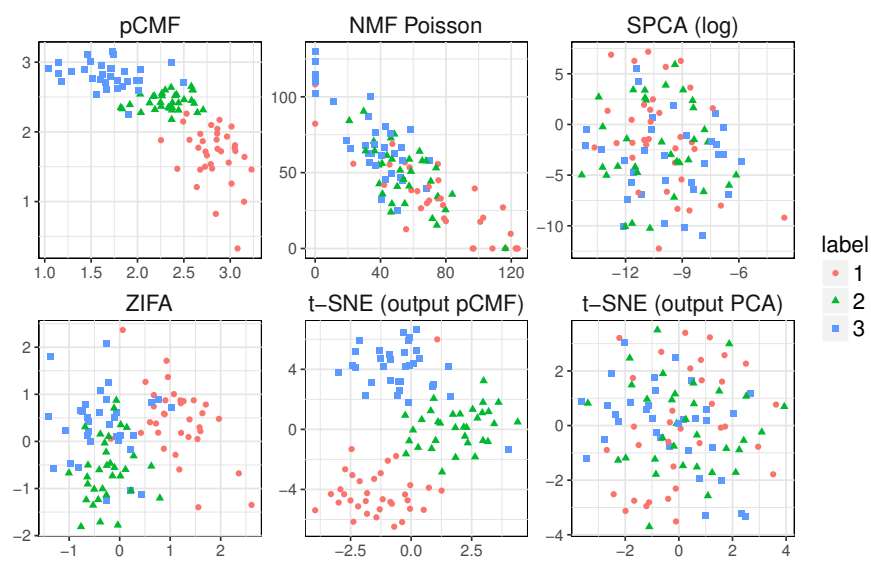 pCMF NMF Poisson SPCA (log)
3
2
1
1.0 1.5 2.0 2.5 3.0
100
50
0
0 40 80 120
5
0
−5
−10
−12 −9 −6
ZIFA t−SNE (output pCMF) t−SNE (output PCA)
2
1
0
−1
−2
−1 0 1 2
4
0
−4
−2.5 0.0 2.5
4
2
0
−2
−4
−2 0 2 4
label
1
2
3